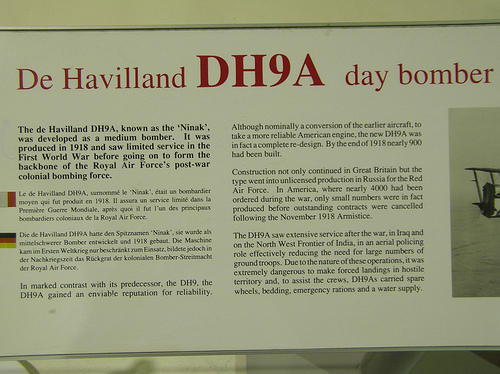 De Havilland DH9A day bomber
The de Havilland DH9A, known as the 'Ninak',
was developed as a medium bomber. It was
produced in 1918 and saw limited service in the
First World War before going on to form the
backbone of the Royal Air Force's post-war
colonial bombing force.
Le de Havilland DH9A, surnommé le 'Ninak', était un bombardier
moyen qui fut produit en 1918. Il assura un service limité dans la
Première Guerre Mondiale, après quoi il fut l'un des principaux
bombardiers coloniaux de la Royal Air Force.
Die de Havilland DH9A hatte den Spitznamen 'Ninak', sie wurde als
mittelschwerer Bomber entwickelt und 1918 gebaut. Die Maschine
kam im Ersten Weltkrieg nur beschränkt zum Einsatz, bildete jedoch in
der Nachkriegszeit das Rückgrat der kolonialen Bomber-Streitmacht
der Royal Air Force.
In marked contrast with its predecessor, the DH9, the
DH9A gained an enviable reputation for reliability.
Although nominally a conversion of the earlier aircraft, to
take a more reliable American engine, the new DH9A was
in fact a complete re-design. By the end of 1918 nearly 900
had been built.
Construction not only continued in Great Britain but the
type went into unlicensed production in Russia for the Red
Air Force. In America, where nearly 4000 had been
ordered during the war, only small numbers were in fact
produced before outstanding contracts were cancelled
following the November 1918 Armistice.
The DH9A saw extensive service after the war, in Iraq and
on the North West Frontier of India, in an aerial policing
role effectively reducing the need for large numbers of
ground troops. Due to the nature of these operations, it was
extremely dangerous to make forced landings in hostile
territory and, to assist the crews, DH9As carried spare
wheels, bedding, emergency rations and a water supply.